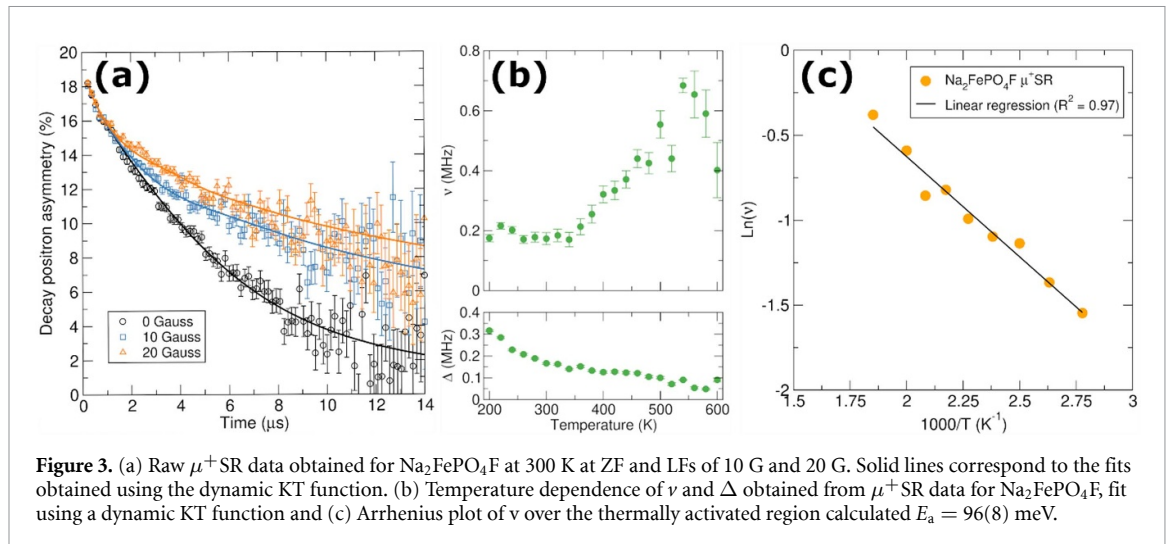 (a)
20
18
16
14
12
10
8
6
4
2
0
Decay positron asymmetry (%)
0 Gauss
10 Gauss
20 Gauss
0 2 4 6 8 10 12 14
Time (μs)
(b)
0.8
0.6
0.4
0.2
0
ν (MHz)
0.4
0.3
0.2
0.1
0
Δ (MHz)
200 300 400 500 600
Temperature (K)
(c)
Na₂FePO₄F μ⁺SR
Linear regression (R² = 0.97)
0
-0.5
-1
-1.5
-2
Ln(ν)
1.5 1.75 2 2.25 2.5 2.75 3
1000/T (K⁻¹)
Figure 3. (a) Raw μ⁺SR data obtained for Na₂FePO₄F at 300 K at ZF and LFs of 10 G and 20 G. Solid lines correspond to the fits
obtained using the dynamic KT function. (b) Temperature dependence of ν and Δ obtained from μ⁺SR data for Na₂FePO₄F, fit
using a dynamic KT function and (c) Arrhenius plot of v over the thermally activated region calculated Eₐ = 96(8) meV.